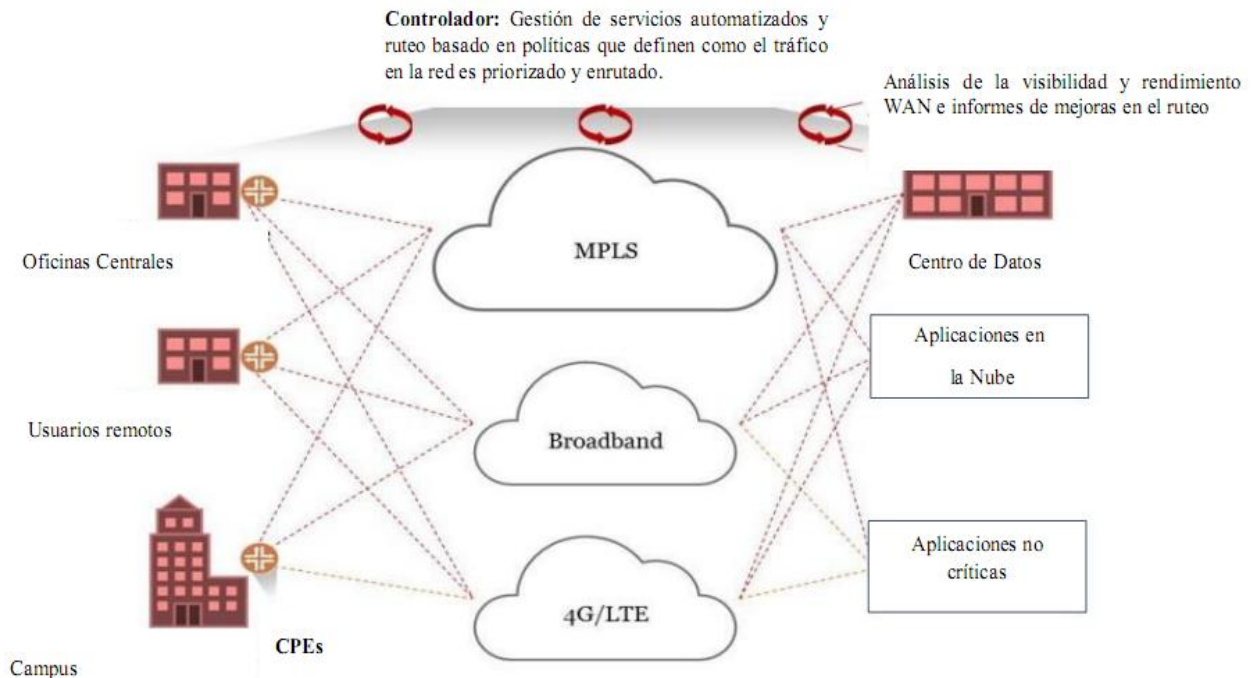 Controlador: Gestión de servicios automatizados y
ruteo basado en políticas que definen como el tráfico
en la red es priorizado y enrutado.
Análisis de la visibilidad y rendimiento
WAN e informes de mejoras en el ruteo
Oficinas Centrales
MPLS
Centro de Datos
Aplicaciones en
la Nube
Usuarios remotos
Broadband
Aplicaciones no
críticas
4G/LTE
CPEs
Campus